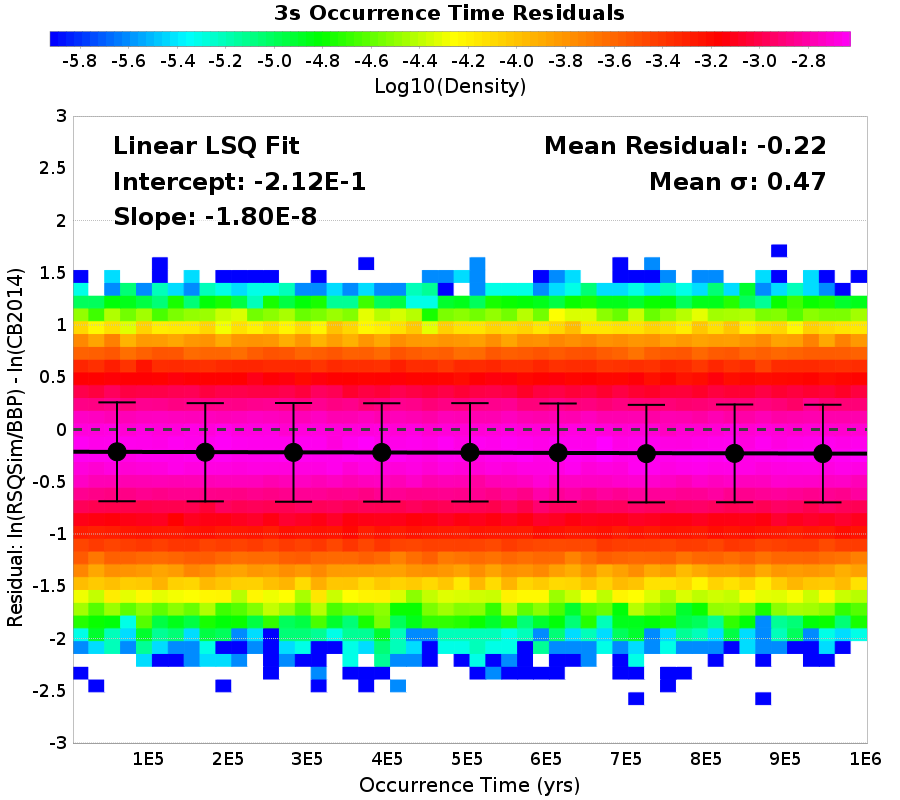 3s Occurrence Time Residuals
-5.8 -5.6 -5.4 -5.2 -5.0 -4.8 -4.6 -4.4 -4.2 -4.0 -3.8 -3.6 -3.4 -3.2 -3.0 -2.8
Log10(Density)
Linear LSQ Fit
Intercept: -2.12E-1
Slope: -1.80E-8
Mean Residual: -0.22
Mean σ: 0.47
Residual: ln(RSQSim/BBP) - ln(CB2014)
3
2.5
2
1.5
1
0.5
0
-0.5
-1
-1.5
-2
-2.5
-3
1E5 2E5 3E5 4E5 5E5 6E5 7E5 8E5 9E5 1E6
Occurrence Time (yrs)